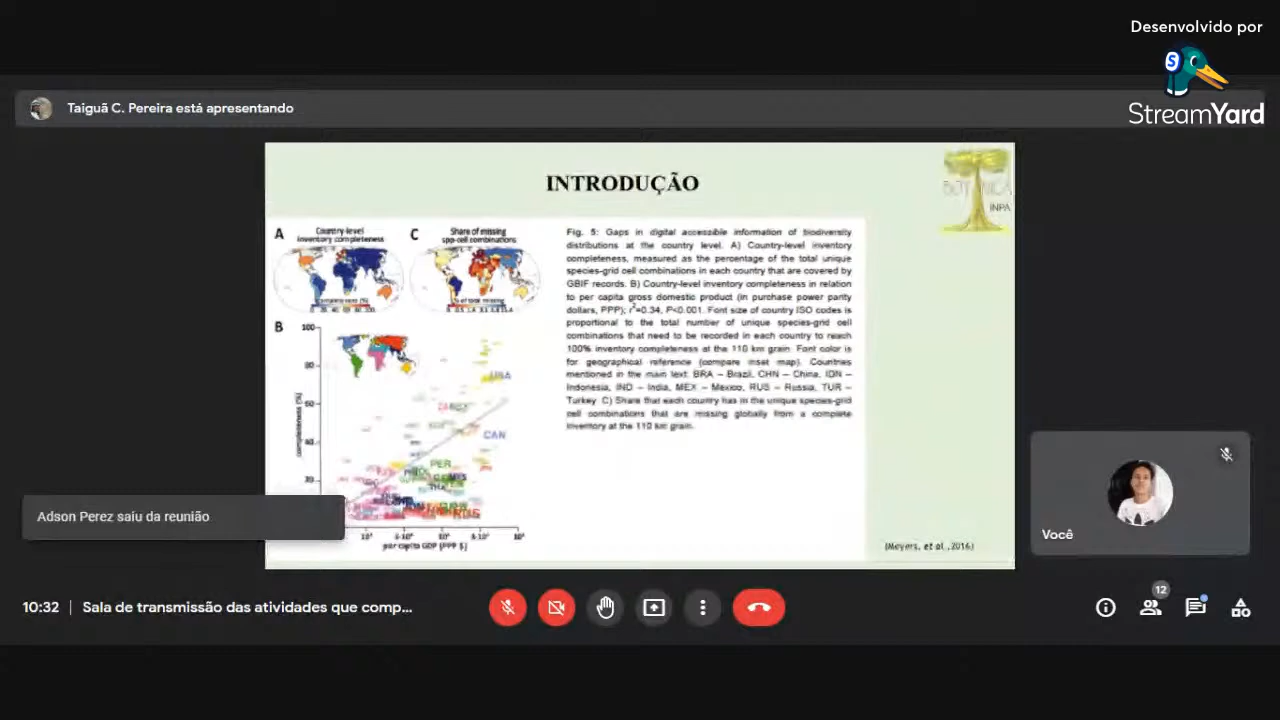 Desenvolvido por
StreamYard
Taiguã C. Pereira está apresentando
INTRODUÇÃO
BOTÂNICA
INPA
A
Country-level
inventory completeness
C
Share of missing
spp-cell combinations
Fig. 5: Gaps in digital accessible information of biodiversity
distributions at the country level. A) Country-level inventory
completeness, measured as the percentage of the total unique
species-grid cell combinations in each country that are covered by
GBIF records. B) Country-level inventory completeness in relation
to per capita gross domestic product (in purchase power parity
dollars, PPP); r²=0.34, P<0.001. Font size of country ISO codes is
proportional to the total number of unique species-grid cell
combinations that need to be recorded in each country to reach
100% inventory completeness at the 110 km grain. Font color is
for geographical reference (compare inset map). Countries
mentioned in the main text: BRA – Brazil, CHN – China, IDN –
Indonesia, IND – India, MEX – Mexico, RUS – Russia, TUR –
Turkey. C) Share that each country has in the unique species-grid
cell combinations that are missing globally from a complete
inventory at the 110 km grain.
completeness (%)
% of total missing
B
100
80
60
40
20
USA
CAN
PER
RUS
per capita GDP (PPP $)
(Meyers, et al.,2016)
Adson Perez saiu da reunião
Você
10:32
Sala de transmissão das atividades que comp...
12